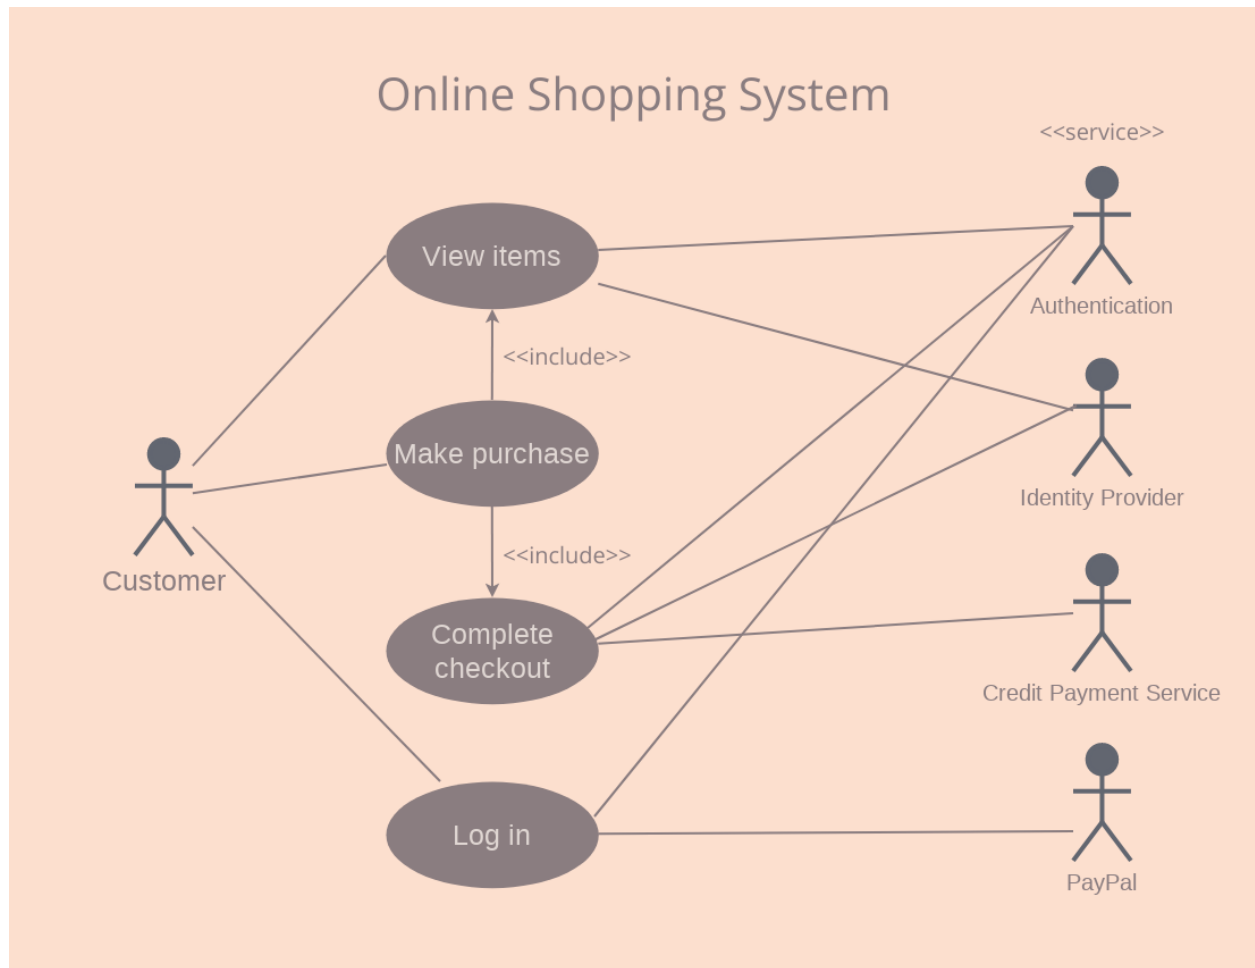 Online Shopping System
<<service>>
View items
Authentication
<<include>>
Make purchase
Identity Provider
<<include>>
Customer
Complete
checkout
Credit Payment Service
Log in
PayPal